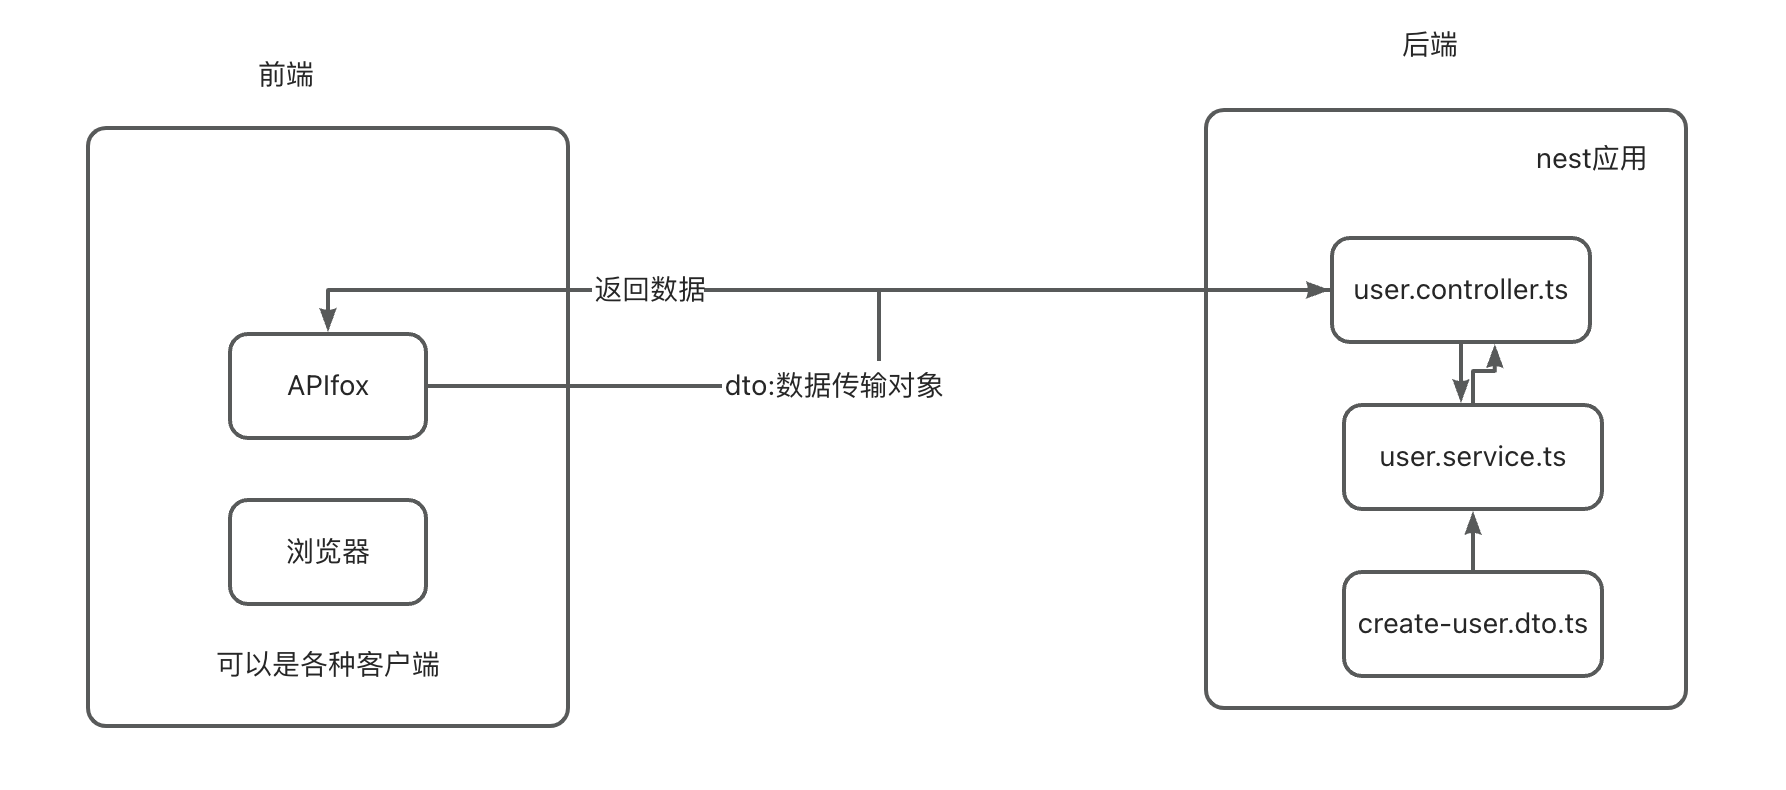 前端
后端
nest应用
返回数据
user.controller.ts
APIfox
dto:数据传输对象
user.service.ts
浏览器
create-user.dto.ts
可以是各种客户端